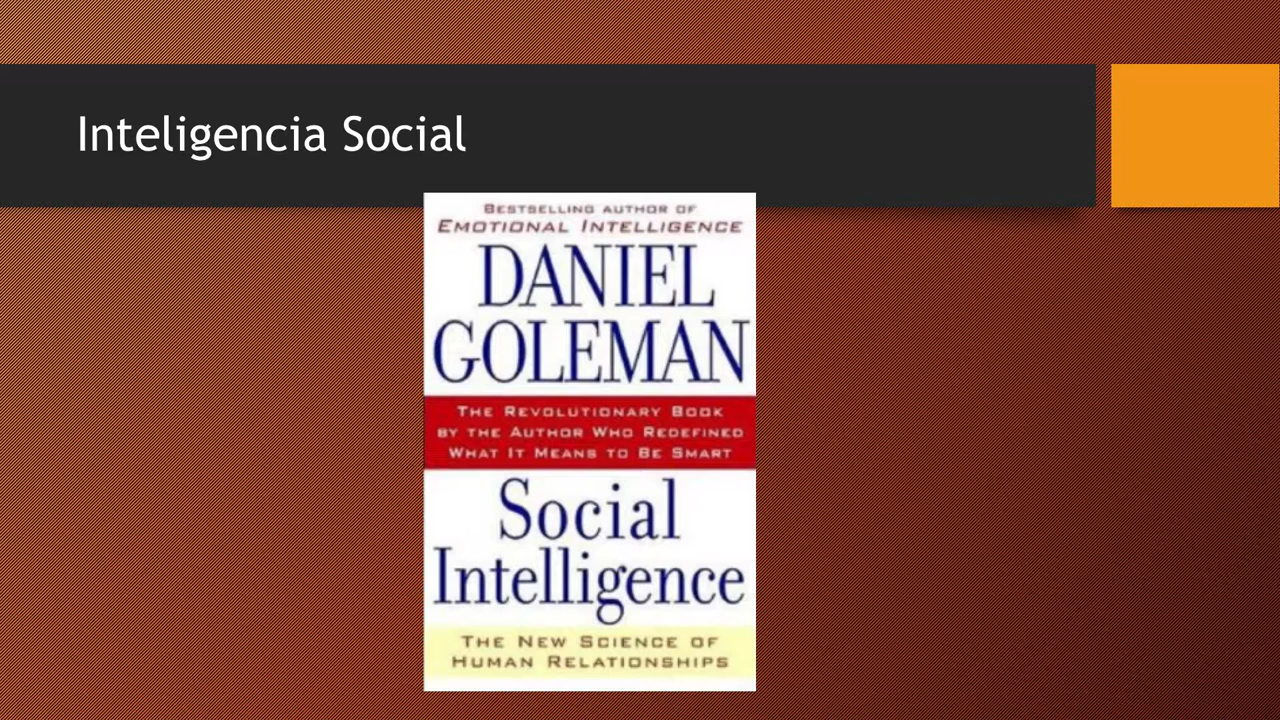 Inteligencia Social
BESTSELLING AUTHOR OF
EMOTIONAL INTELLIGENCE
DANIEL
GOLEMAN
THE REVOLUTIONARY BOOK
BY THE AUTHOR WHO REDEFINED
WHAT IT MEANS TO BE SMART
Social
Intelligence
THE NEW SCIENCE OF
HUMAN RELATIONSHIPS